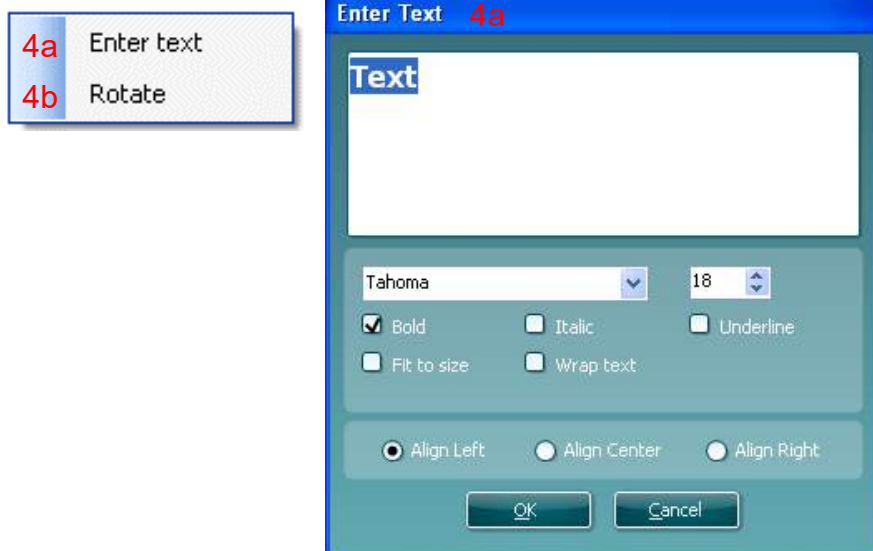 4a Enter text
4b Rotate
Enter Text 4a
Text
Tahoma 18
Bold Italic Underline
Fit to size Wrap text
Align Left Align Center Align Right
OK Cancel